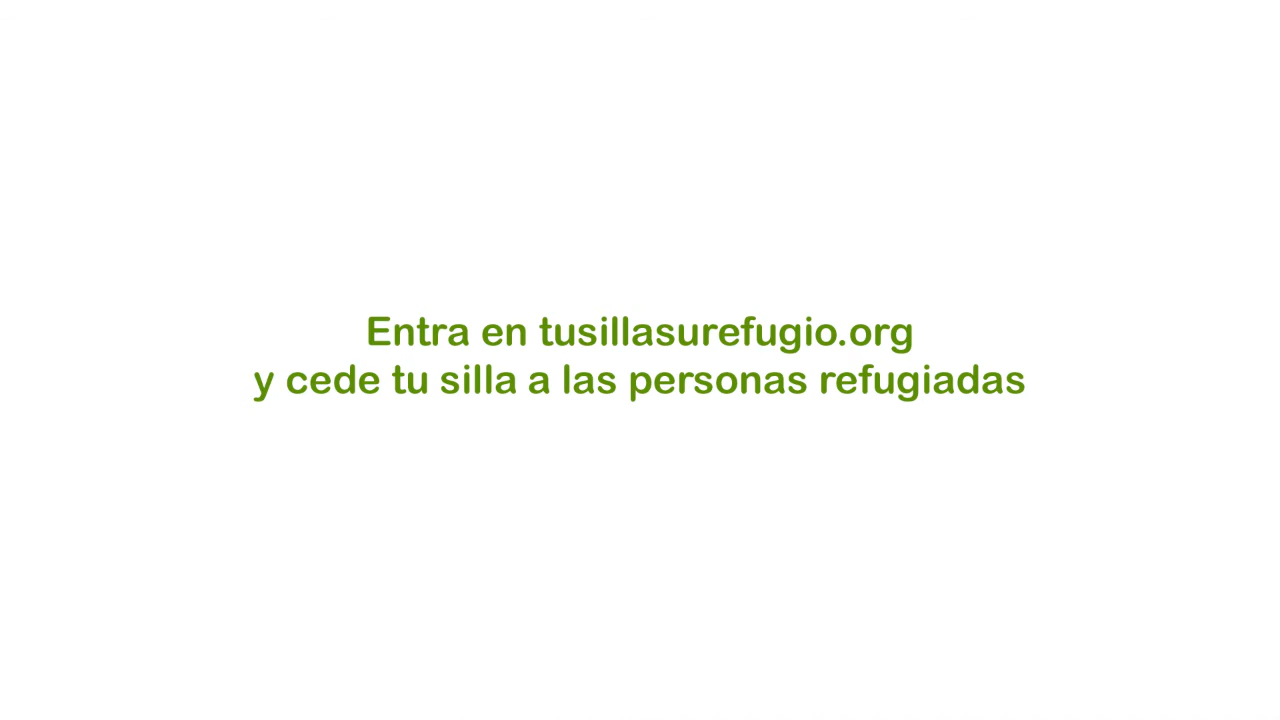 Entra en tusillasurefugio.org
y cede tu silla a las personas refugiadas